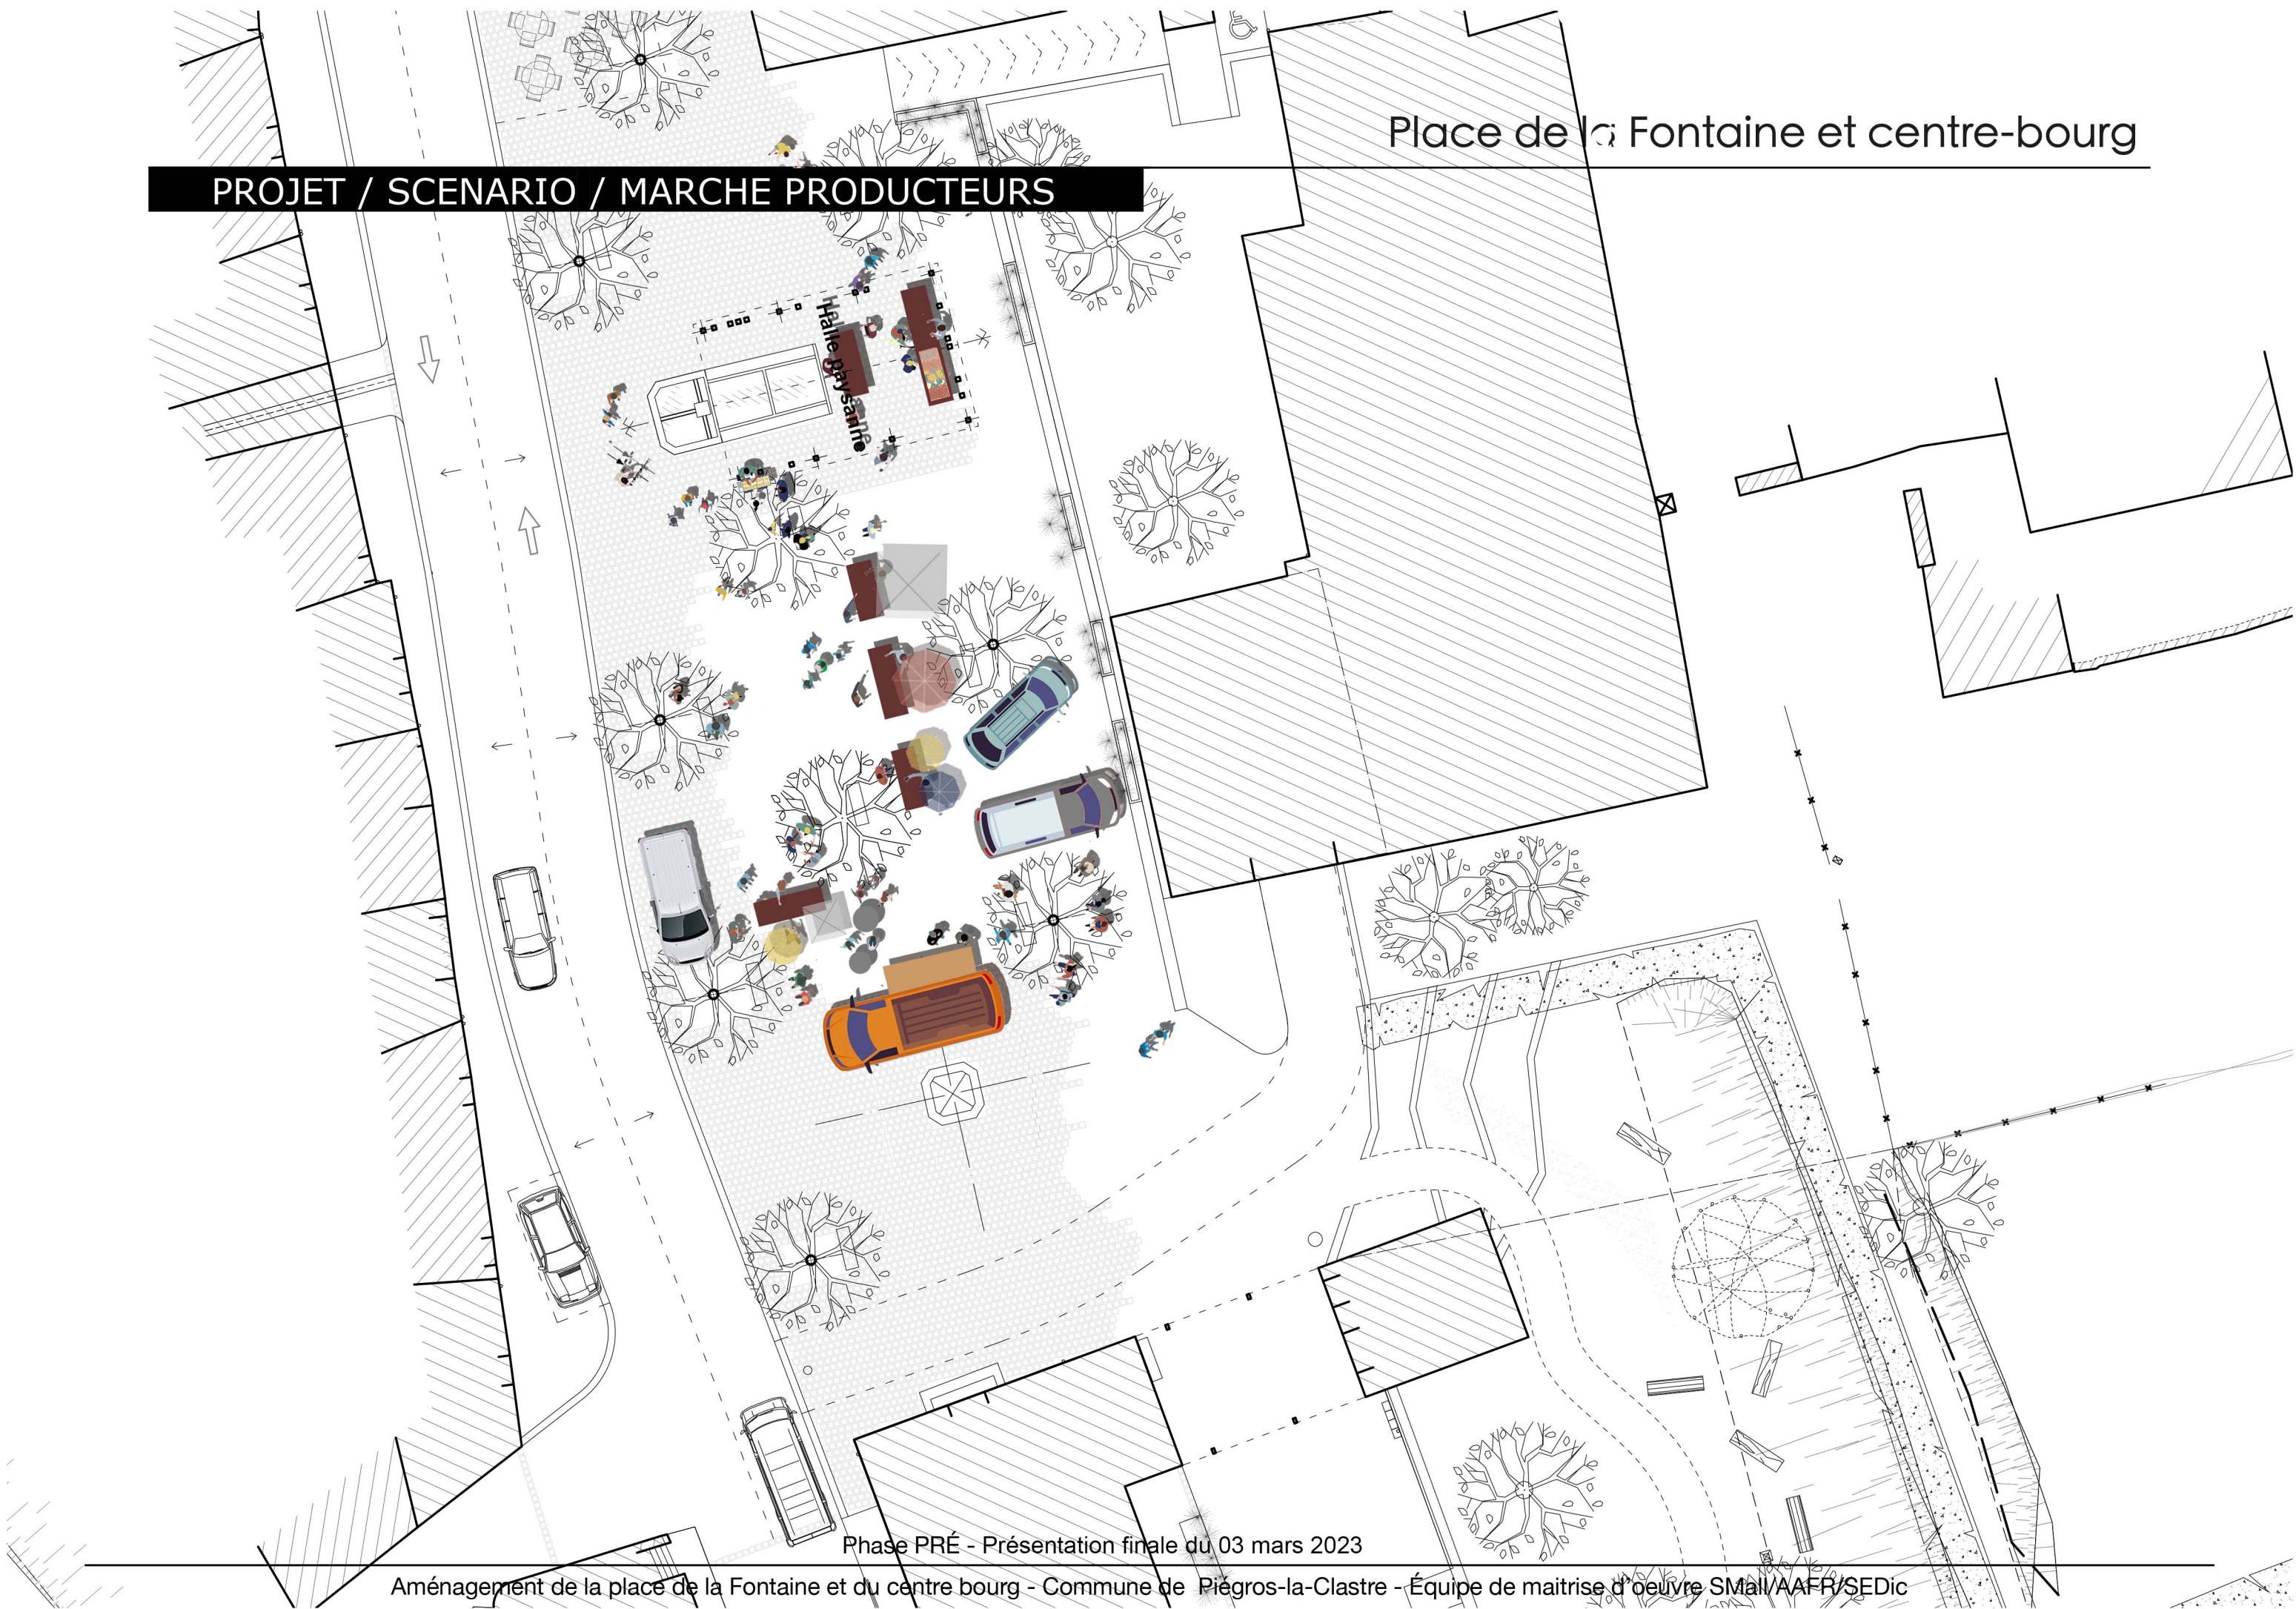 Place de la Fontaine et centre-bourg
PROJET / SCENARIO / MARCHE PRODUCTEURS
Halle paysanne
Phase PRÉ - Présentation finale du 03 mars 2023
Aménagement de la place de la Fontaine et du centre bourg - Commune de Piégros-la-Clastre - Équipe de maitrise d'oeuvre SMall/AAFR/SEDic